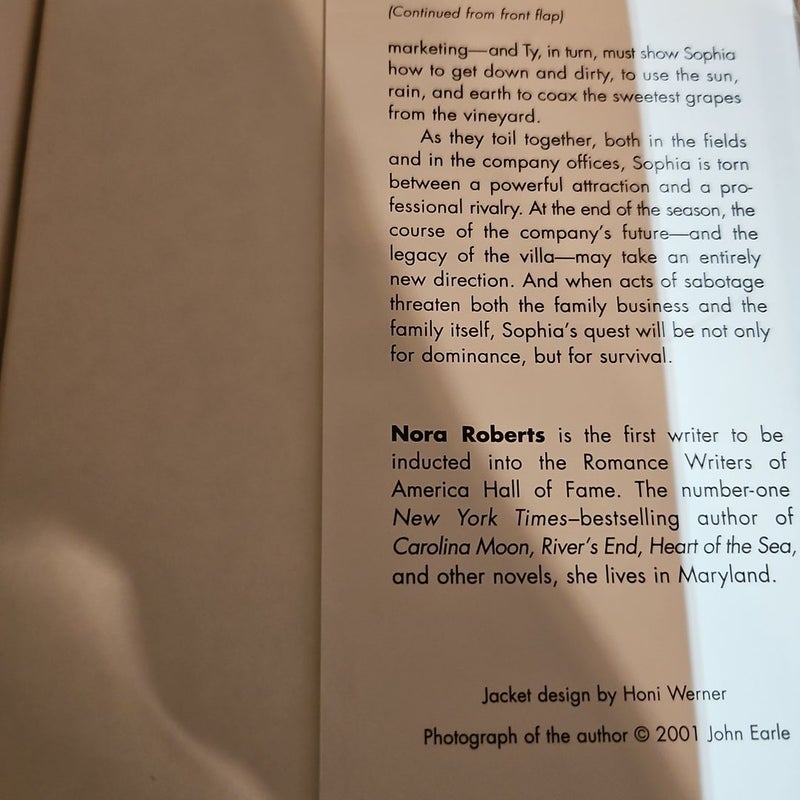 (Continued from front flap)
marketing—and Ty, in turn, must show Sophia
how to get down and dirty, to use the sun,
rain, and earth to coax the sweetest grapes
from the vineyard.
As they toil together, both in the fields
and in the company offices, Sophia is torn
between a powerful attraction and a pro-
fessional rivalry. At the end of the season, the
course of the company's future—and the
legacy of the villa—may take an entirely
new direction. And when acts of sabotage
threaten both the family business and the
family itself, Sophia's quest will be not only
for dominance, but for survival.
Nora Roberts is the first writer to be
inducted into the Romance Writers of
America Hall of Fame. The number-one
New York Times–bestselling author of
Carolina Moon, River's End, Heart of the Sea,
and other novels, she lives in Maryland.
Jacket design by Honi Werner
Photograph of the author © 2001 John Earle